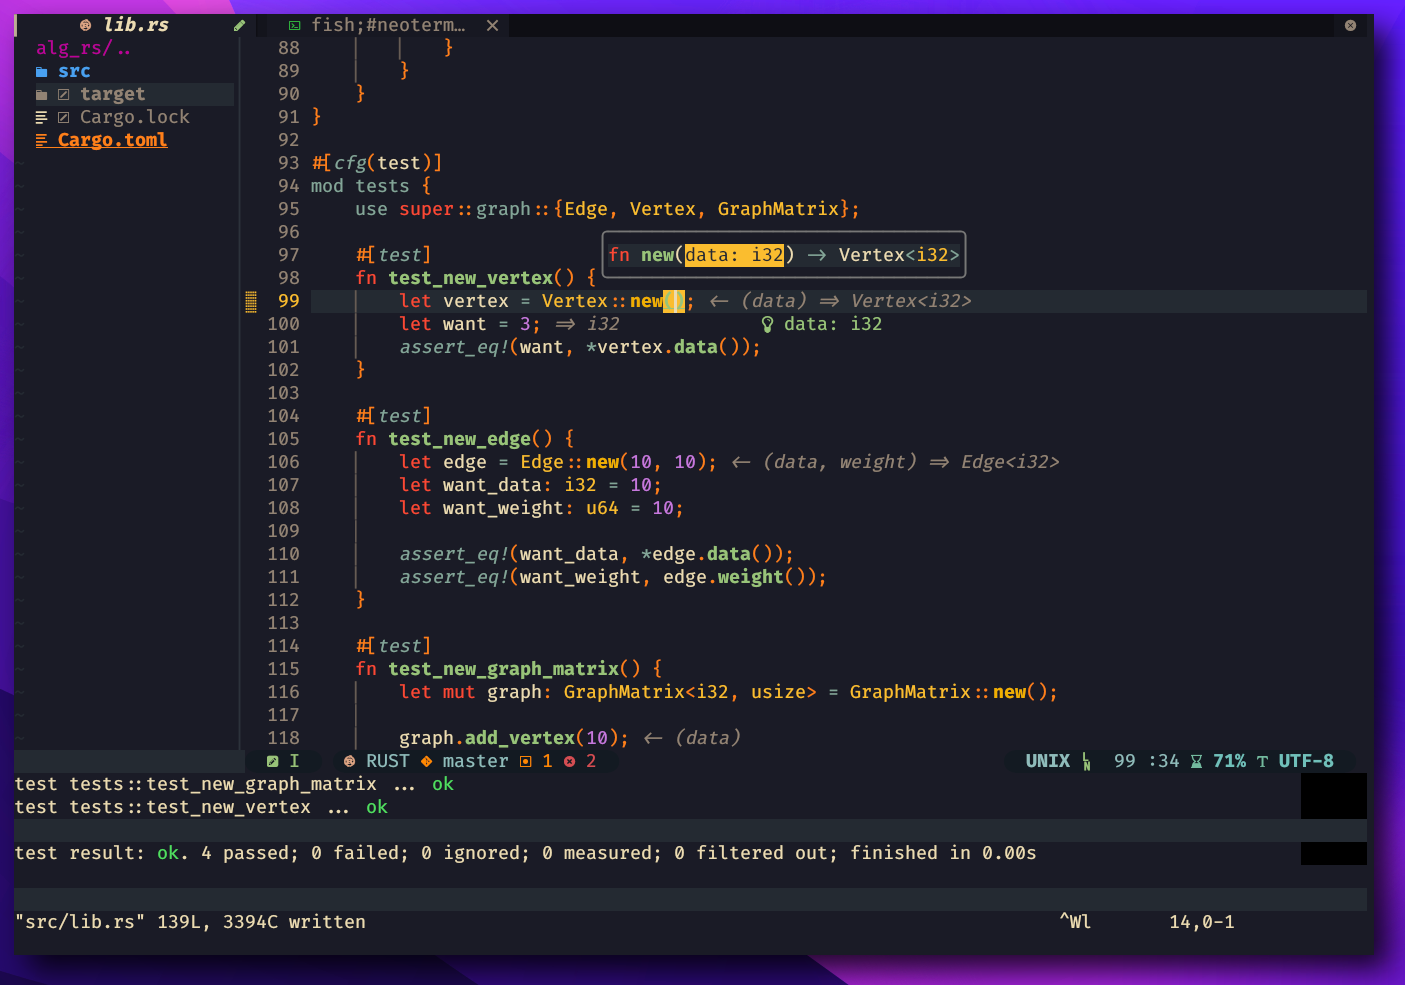 lib.rs fish;#neoterm…
alg_rs/..
src
target
Cargo.lock
Cargo.toml
88 }
89 }
90 }
91 }
92
93 #[cfg(test)]
94 mod tests {
95 use super::graph::{Edge, Vertex, GraphMatrix};
96
97 #[test]
fn new(data: i32) -> Vertex<i32>
98 fn test_new_vertex() {
99 let vertex = Vertex::new(); <- (data) => Vertex<i32>
100 let want = 3; => i32 data: i32
101 assert_eq!(want, *vertex.data());
102 }
103
104 #[test]
105 fn test_new_edge() {
106 let edge = Edge::new(10, 10); <- (data, weight) => Edge<i32>
107 let want_data: i32 = 10;
108 let want_weight: u64 = 10;
109
110 assert_eq!(want_data, *edge.data());
111 assert_eq!(want_weight, edge.weight());
112 }
113
114 #[test]
115 fn test_new_graph_matrix() {
116 let mut graph: GraphMatrix<i32, usize> = GraphMatrix::new();
117
118 graph.add_vertex(10); <- (data)
I RUST master 1 2 UNIX LN 99 :34 71% UTF-8
test tests::test_new_graph_matrix ... ok
test tests::test_new_vertex ... ok
test result: ok. 4 passed; 0 failed; 0 ignored; 0 measured; 0 filtered out; finished in 0.00s
"src/lib.rs" 139L, 3394C written ^Wl 14,0-1